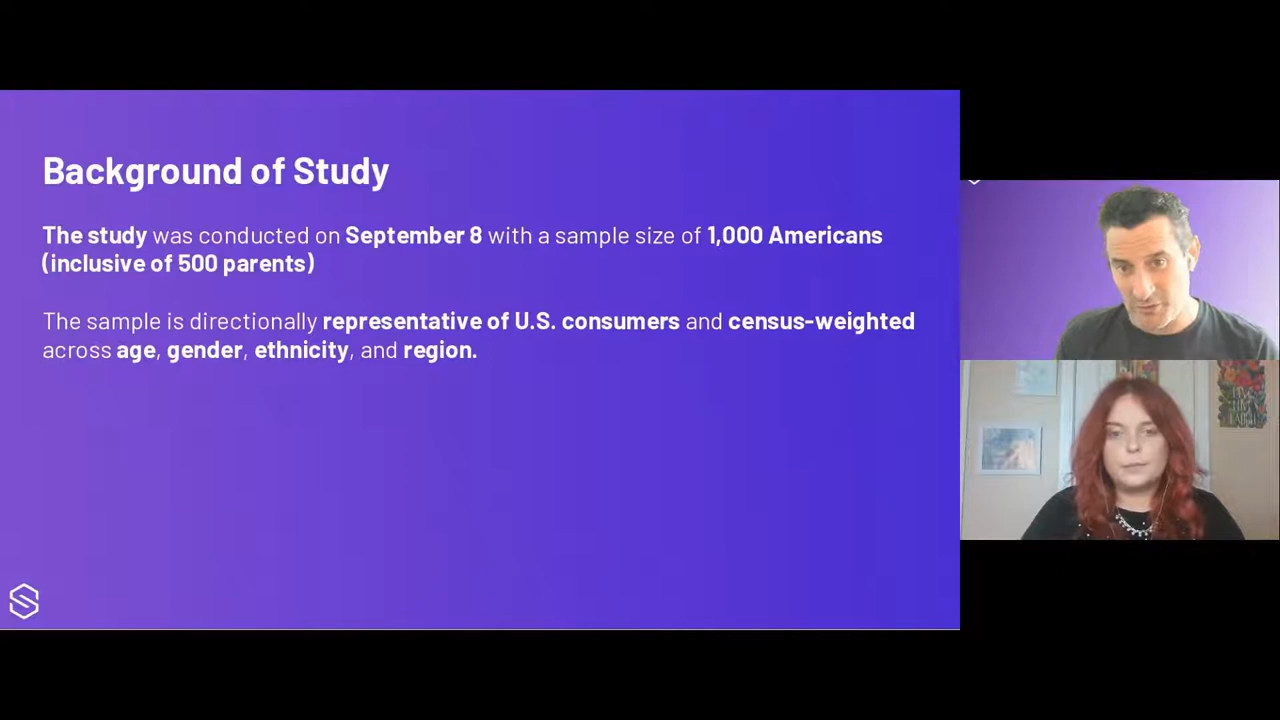 Background of Study
The study was conducted on September 8 with a sample size of 1,000 Americans
(inclusive of 500 parents)
The sample is directionally representative of U.S. consumers and census-weighted
across age, gender, ethnicity, and region.